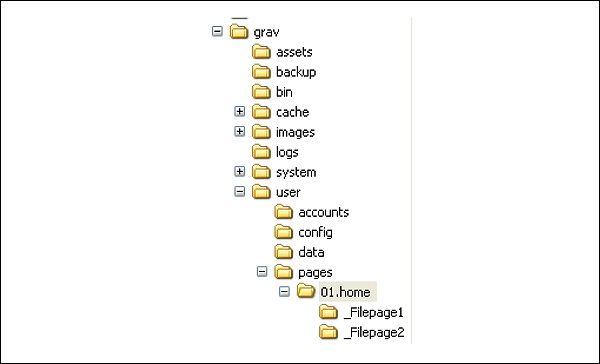 grav
assets
backup
bin
cache
images
logs
system
user
accounts
config
data
pages
01.home
_Filepage1
_Filepage2